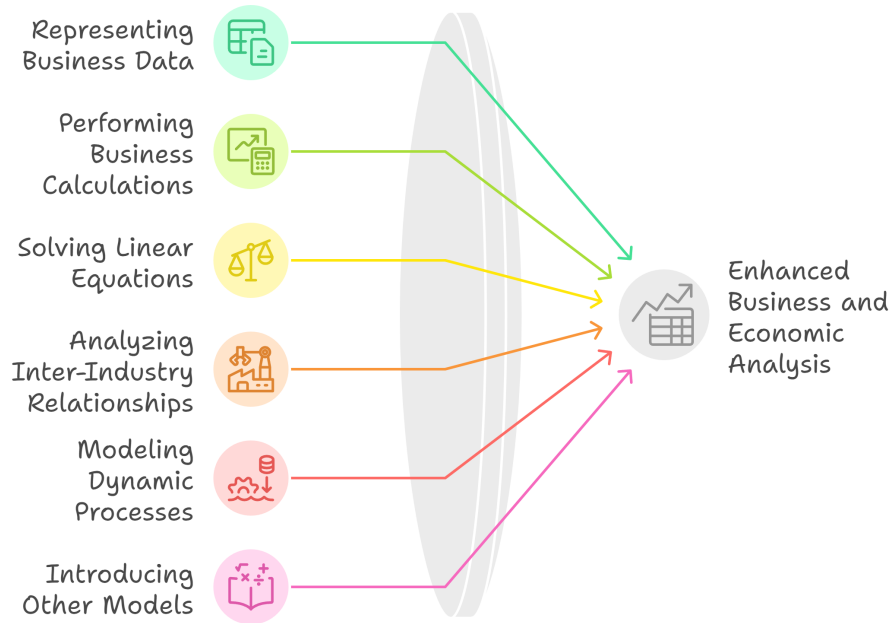 Representing
Business Data
Performing
Business
Calculations
Solving Linear
Equations
Analyzing
Inter-Industry
Relationships
Modeling
Dynamic
Processes
Introducing
Other Models
Enhanced
Business and
Economic
Analysis